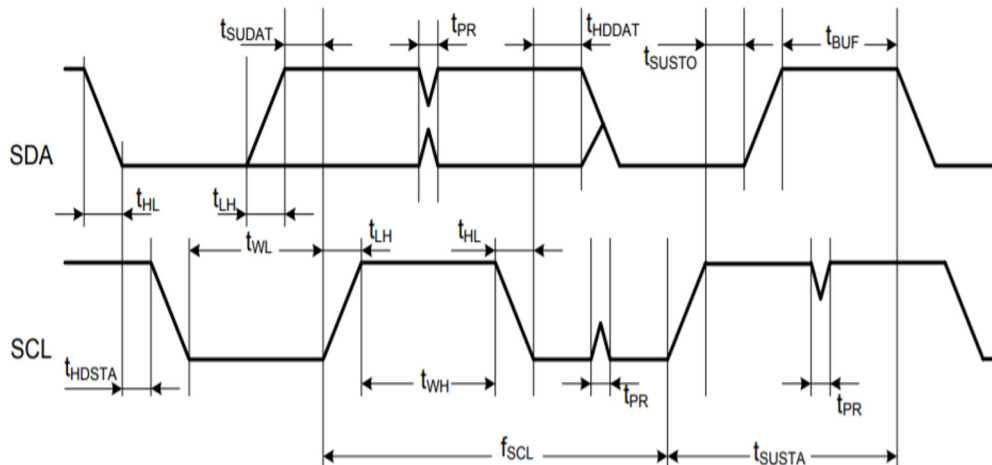 tSUDAT
tPR
tHDDAT
tSUSTO
tBUF
SDA
tHL
tLH
tWL
tLH
tHL
SCL
tHDSTA
tWH
tPR
tPR
fSCL
tSUSTA